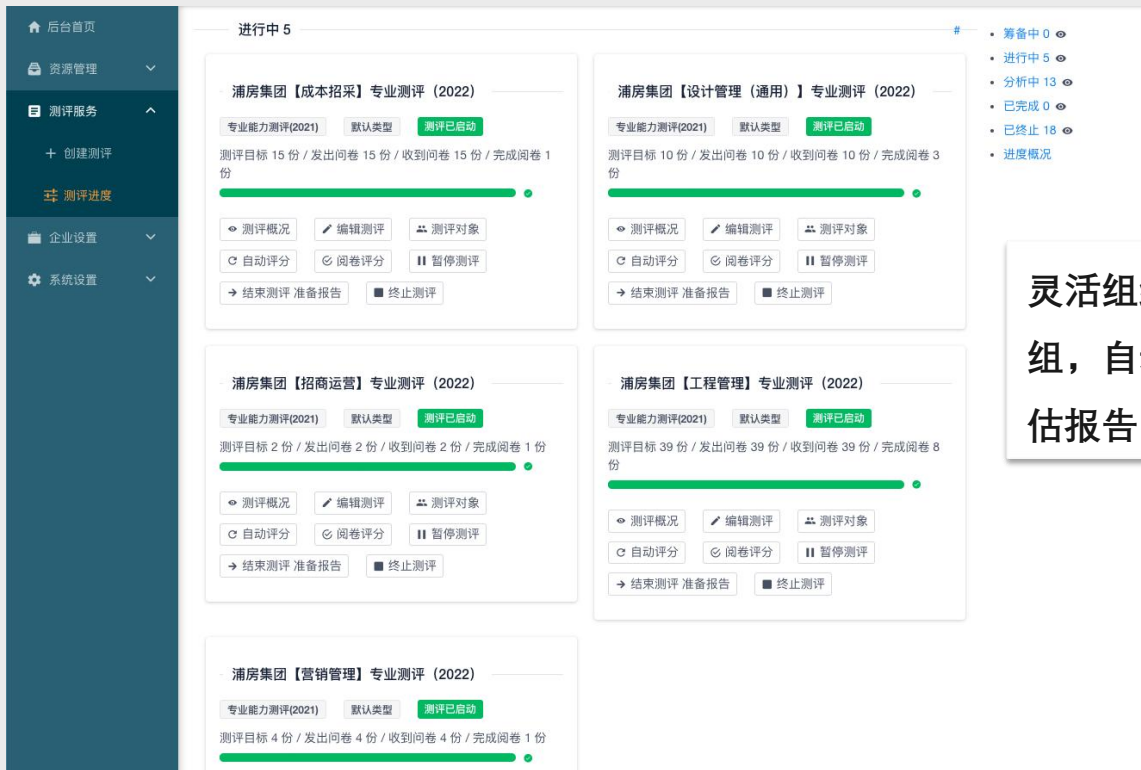 后台首页
资源管理
测评服务
创建测评
测评进度
企业设置
系统设置
进行中 5
#
浦房集团【成本招采】专业测评（2022）
专业能力测评(2021) 默认类型 测评已启动
测评目标 15 份 / 发出问卷 15 份 / 收到问卷 15 份 / 完成阅卷 1
份
测评概况 编辑测评 测评对象
自动评分 阅卷评分 暂停测评
结束测评 准备报告 终止测评
浦房集团【设计管理（通用）】专业测评（2022）
专业能力测评(2021) 默认类型 测评已启动
测评目标 10 份 / 发出问卷 10 份 / 收到问卷 10 份 / 完成阅卷 3
份
测评概况 编辑测评 测评对象
自动评分 阅卷评分 暂停测评
结束测评 准备报告 终止测评
浦房集团【招商运营】专业测评（2022）
专业能力测评(2021) 默认类型 测评已启动
测评目标 2 份 / 发出问卷 2 份 / 收到问卷 2 份 / 完成阅卷 1 份
测评概况 编辑测评 测评对象
自动评分 阅卷评分 暂停测评
结束测评 准备报告 终止测评
浦房集团【工程管理】专业测评（2022）
专业能力测评(2021) 默认类型 测评已启动
测评目标 39 份 / 发出问卷 39 份 / 收到问卷 39 份 / 完成阅卷 8
份
测评概况 编辑测评 测评对象
自动评分 阅卷评分 暂停测评
结束测评 准备报告 终止测评
浦房集团【营销管理】专业测评（2022）
专业能力测评(2021) 默认类型 测评已启动
测评目标 4 份 / 发出问卷 4 份 / 收到问卷 4 份 / 完成阅卷 1 份
筹备中 0
进行中 5
分析中 13
已完成 0
已终止 18
进度概况
灵活组
组，自
估报告